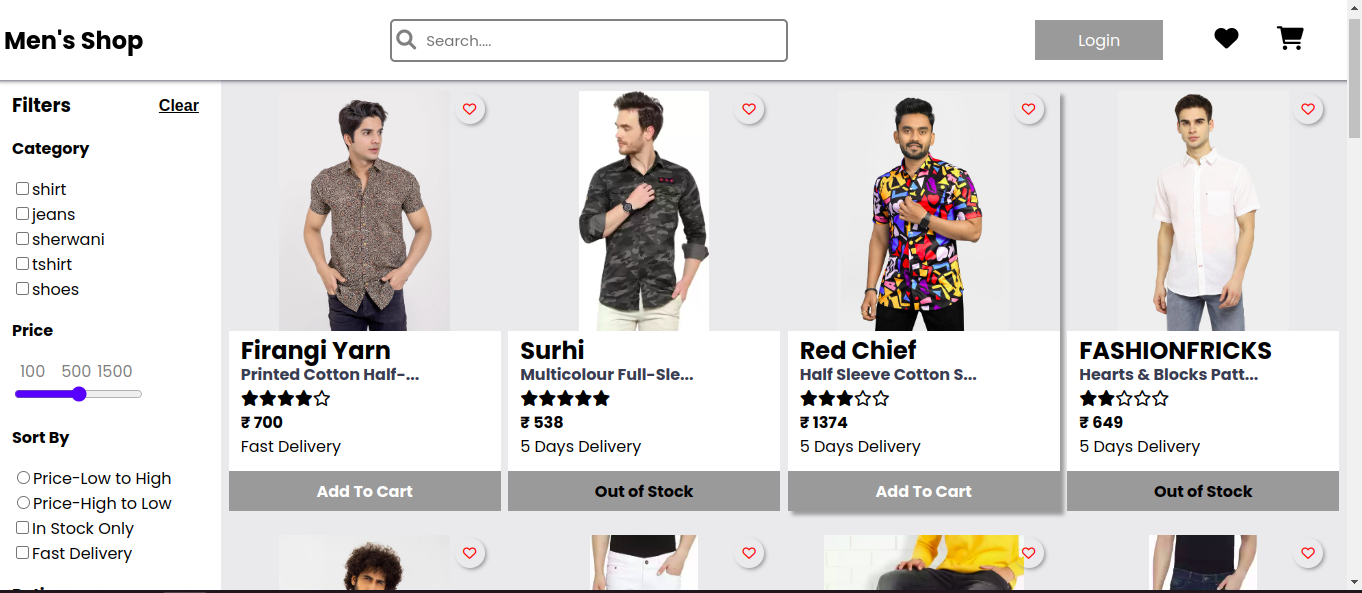 Men's Shop
Search....
Login
Filters
Clear
Category
shirt
jeans
sherwani
tshirt
shoes
Price
100 500 1500
Sort By
Price-Low to High
Price-High to Low
In Stock Only
Fast Delivery
Firangi Yarn
Printed Cotton Half-...
₹ 700
Fast Delivery
Add To Cart
Surhi
Multicolour Full-Sle...
₹ 538
5 Days Delivery
Out of Stock
Red Chief
Half Sleeve Cotton S...
₹ 1374
5 Days Delivery
Add To Cart
FASHIONFRICKS
Hearts & Blocks Patt...
₹ 649
5 Days Delivery
Out of Stock